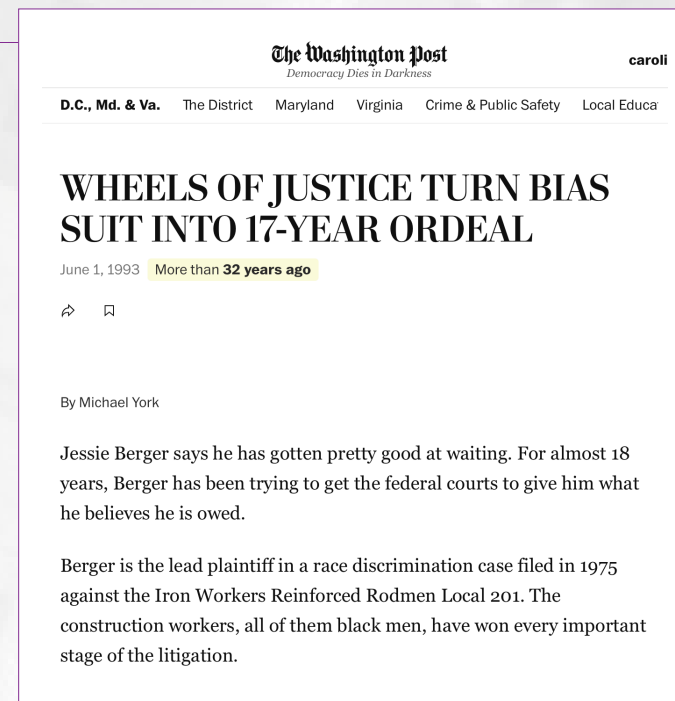 The Washington Post
Democracy Dies in Darkness
caroli
D.C., Md. & Va. The District Maryland Virginia Crime & Public Safety Local Educa
WHEELS OF JUSTICE TURN BIAS
SUIT INTO 17-YEAR ORDEAL
June 1, 1993 More than 32 years ago
By Michael York
Jessie Berger says he has gotten pretty good at waiting. For almost 18
years, Berger has been trying to get the federal courts to give him what
he believes he is owed.
Berger is the lead plaintiff in a race discrimination case filed in 1975
against the Iron Workers Reinforced Rodmen Local 201. The
construction workers, all of them black men, have won every important
stage of the litigation.